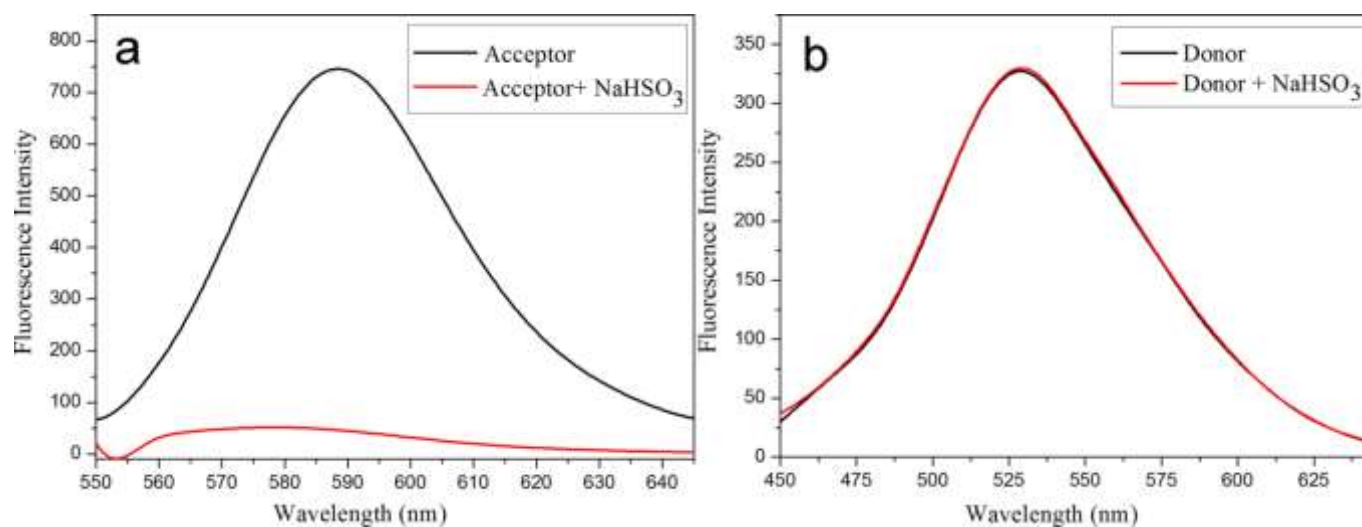 a
Acceptor
Acceptor+ NaHSO3
Fluorescence Intensity
800
700
600
500
400
300
200
100
0
550 560 570 580 590 600 610 620 630 640
Wavelength (nm)
b
Donor
Donor + NaHSO3
Fluorescence Intensity
350
300
250
200
150
100
50
0
450 475 500 525 550 575 600 625
Wavelength (nm)